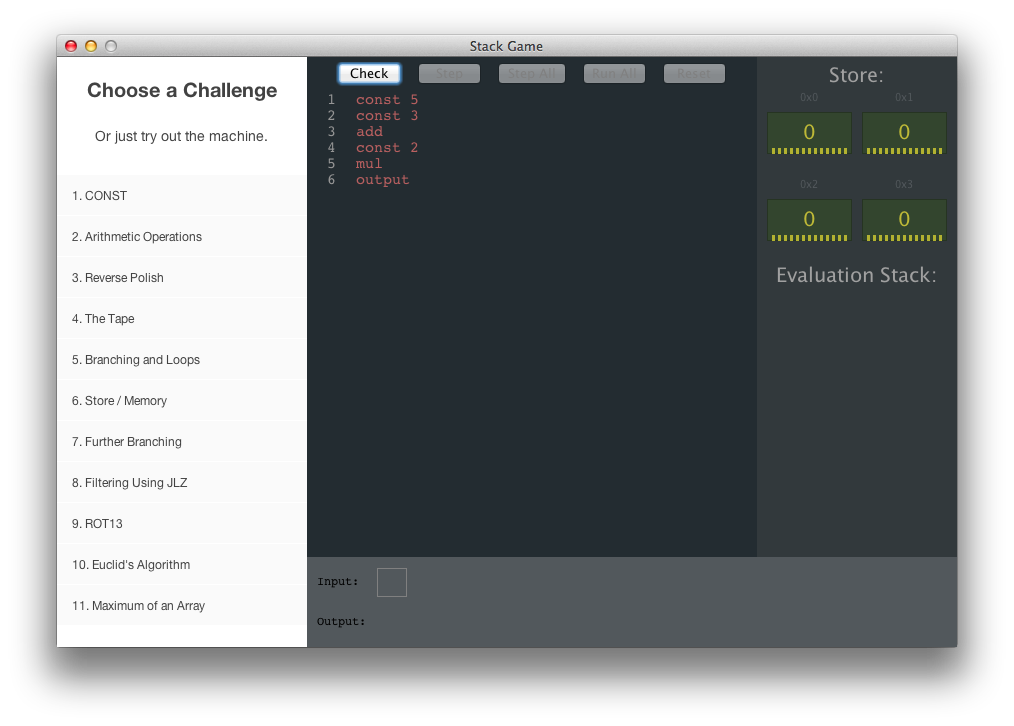 Stack Game
Choose a Challenge
Or just try out the machine.
1. CONST
2. Arithmetic Operations
3. Reverse Polish
4. The Tape
5. Branching and Loops
6. Store / Memory
7. Further Branching
8. Filtering Using JLZ
9. ROT13
10. Euclid's Algorithm
11. Maximum of an Array
Check Step Step All Run All Reset
1 const 5
2 const 3
3 add
4 const 2
5 mul
6 output
Store:
0x0 0x1
0 0
0x2 0x3
0 0
Evaluation Stack:
Input:
Output: